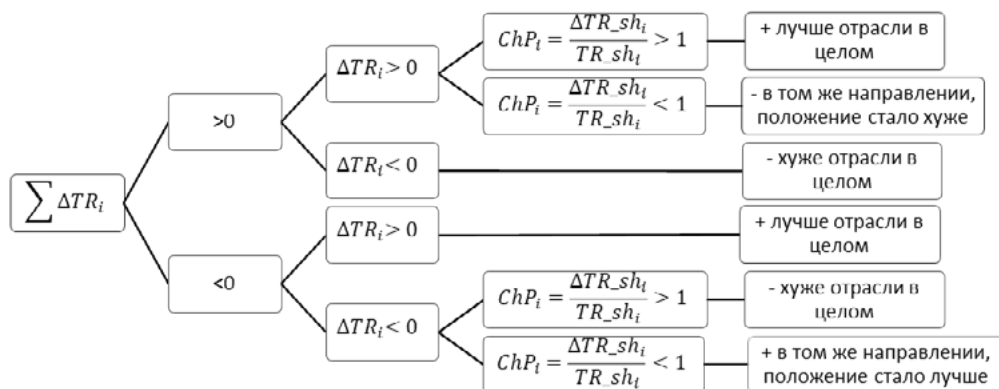 ∑ ΔTR_i
>0
<0
ΔTR_i > 0
ΔTR_i < 0
ΔTR_i > 0
ΔTR_i < 0
ChP_i = ΔTR_sh_i / TR_sh_i > 1
ChP_i = ΔTR_sh_i / TR_sh_i < 1
ChP_i = ΔTR_sh_i / TR_sh_i > 1
ChP_i = ΔTR_sh_i / TR_sh_i < 1
+ лучше отрасли в
целом
- в том же направлении,
положение стало хуже
- хуже отрасли в
целом
+ лучше отрасли в
целом
- хуже отрасли в
целом
+ в том же направлении,
положение стало лучше